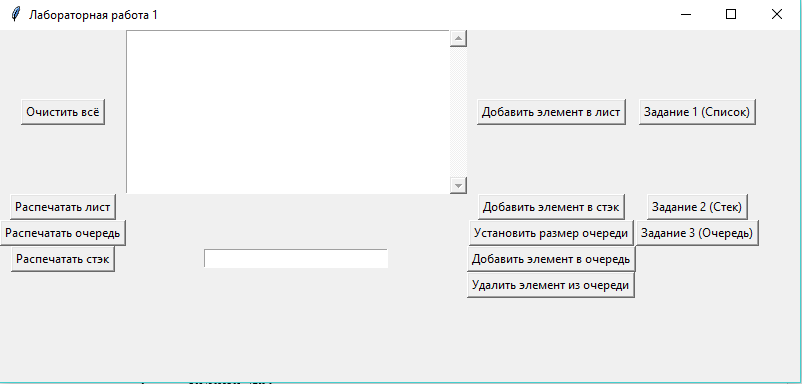 Лабораторная работа 1
Очистить всё
Добавить элемент в лист
Задание 1 (Список)
Распечатать лист
Добавить элемент в стэк
Задание 2 (Стек)
Распечатать очередь
Установить размер очереди
Задание 3 (Очередь)
Распечатать стэк
Добавить элемент в очередь
Удалить элемент из очереди